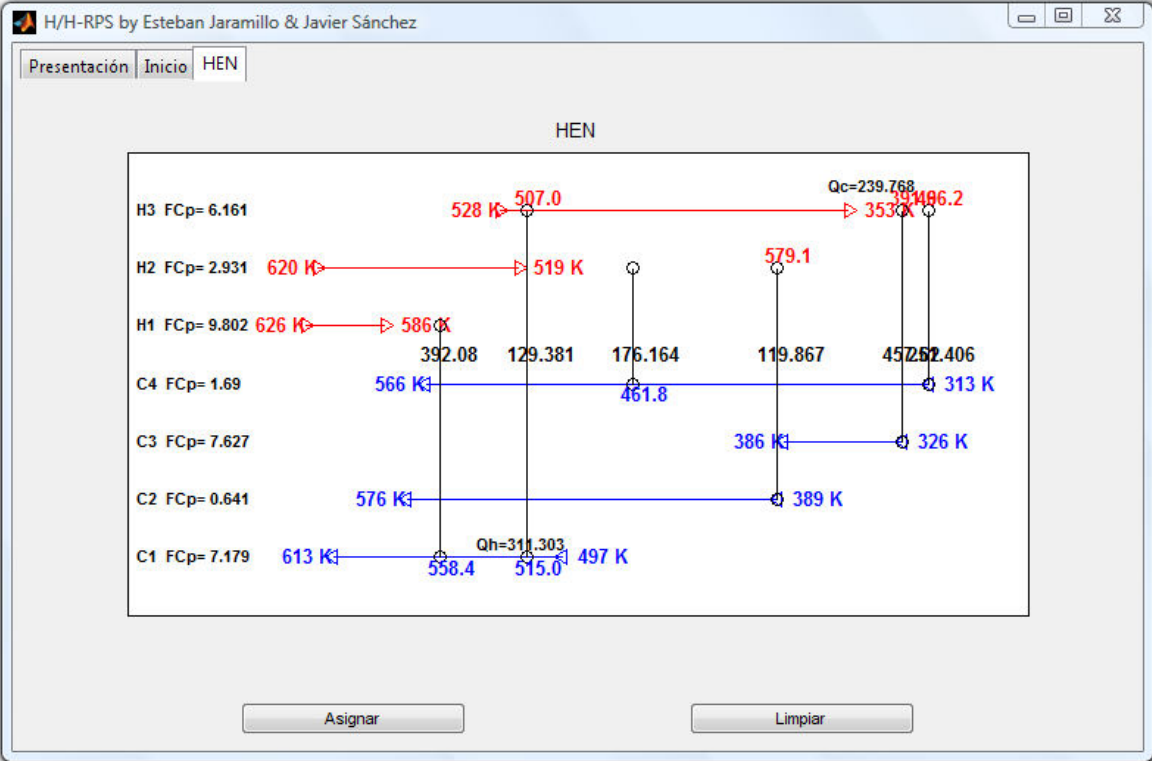 H/H-RPS by Esteban Jaramillo & Javier Sánchez
Presentación Inicio HEN
HEN
Qc=239.768
H3 FCp= 6.161 528 K 507.0 353 K 406.2
H2 FCp= 2.931 620 K 519 K 579.1
H1 FCp= 9.802 626 K 586 K
392.08 129.381 176.164 119.867
C4 FCp= 1.69 566 K 461.8 313 K
C3 FCp= 7.627 386 K 326 K
C2 FCp= 0.641 576 K 389 K
Qh=311.303
C1 FCp= 7.179 613 K 558.4 515.0 497 K
Asignar Limpiar